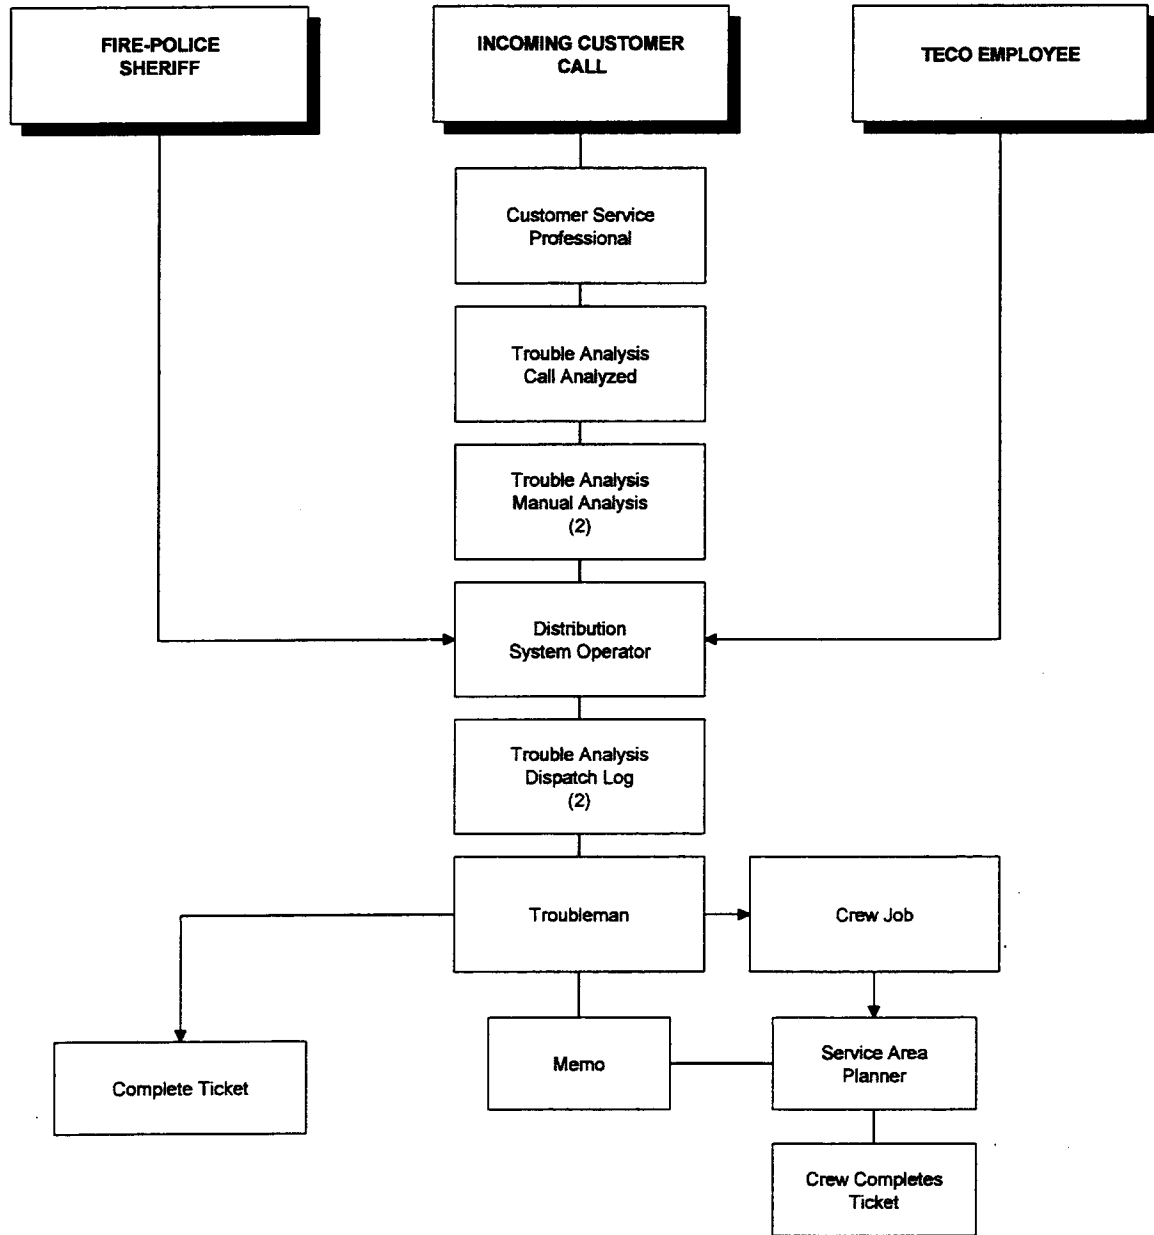 FIRE-POLICE
SHERIFF
INCOMING CUSTOMER
CALL
TECO EMPLOYEE
Customer Service
Professional
Trouble Analysis
Call Analyzed
Trouble Analysis
Manual Analysis
(2)
Distribution
System Operator
Trouble Analysis
Dispatch Log
(2)
Troubleman
Crew Job
Complete Ticket
Memo
Service Area
Planner
Crew Completes
Ticket